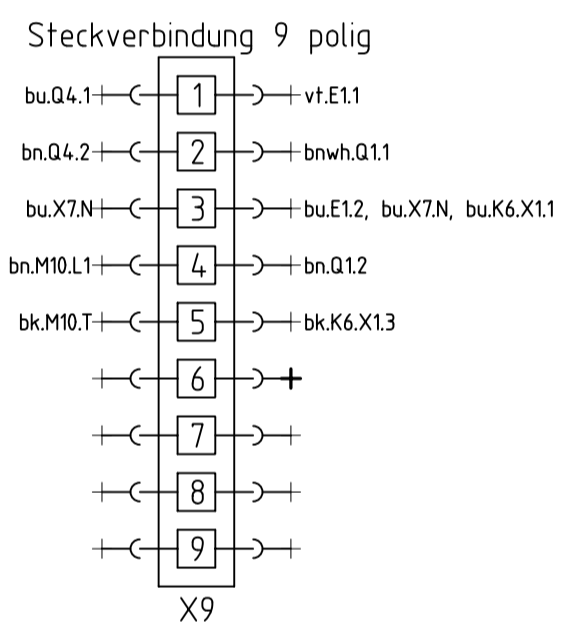 Steckverbindung 9 polig
bu.Q4.1 1 vt.E1.1
bn.Q4.2 2 bnwh.Q1.1
bu.X7.N 3 bu.E1.2, bu.X7.N, bu.K6.X1.1
bn.M10.L1 4 bn.Q1.2
bk.M10.T 5 bk.K6.X1.3
6
7
8
9
X9